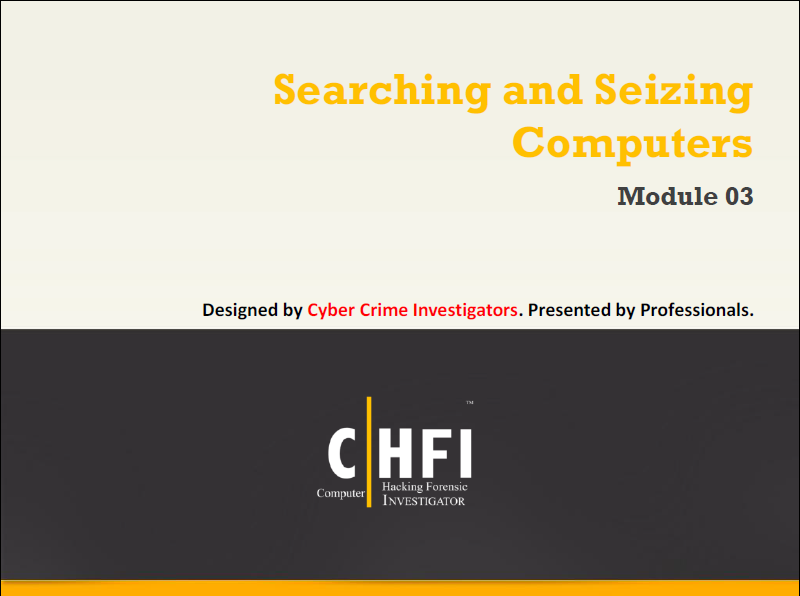 Searching and Seizing
Computers
Module 03
Designed by Cyber Crime Investigators. Presented by Professionals.
™
C HFI
Computer Hacking Forensic
INVESTIGATOR